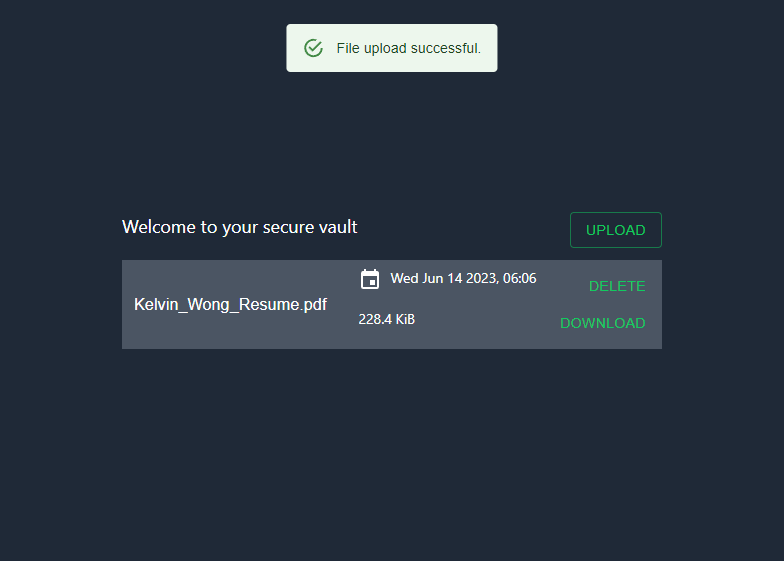 File upload successful.
Welcome to your secure vault
UPLOAD
Kelvin_Wong_Resume.pdf
Wed Jun 14 2023, 06:06
228.4 KiB
DELETE
DOWNLOAD